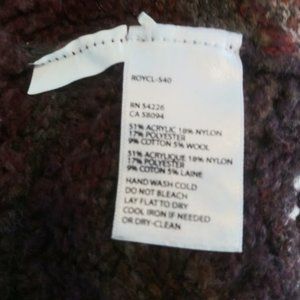 ROYCL-S40
RN 54226
CA 58094
51% ACRYLIC 18% NYLON
17% POLYESTER
9% COTTON 5% WOOL
51% ACRYLIQUE 18% NYLON
17% POLYESTER
9% COTON 5% LAINE
HAND WASH COLD
DO NOT BLEACH
LAY FLAT TO DRY
COOL IRON IF NEEDED
OR DRY-CLEAN